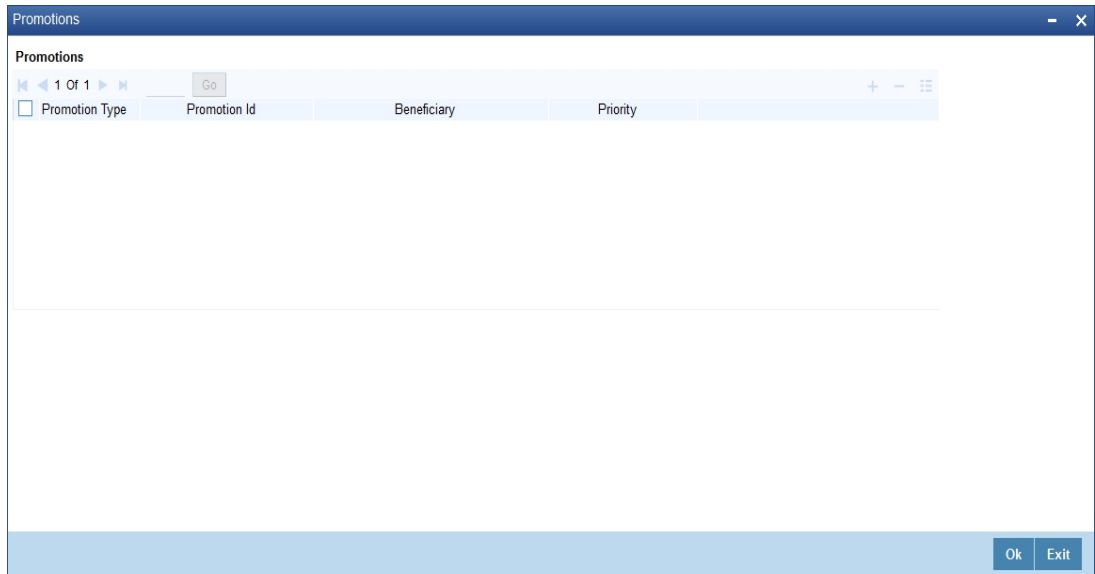 Promotions
Promotions
1 Of 1 Go
Promotion Type Promotion Id Beneficiary Priority
Ok Exit